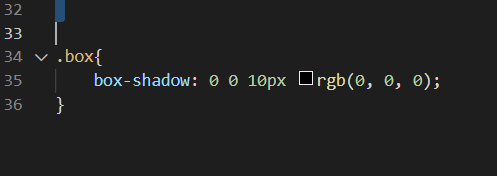 32
33
34 .box{
35 box-shadow: 0 0 10px rgb(0, 0, 0);
36 }